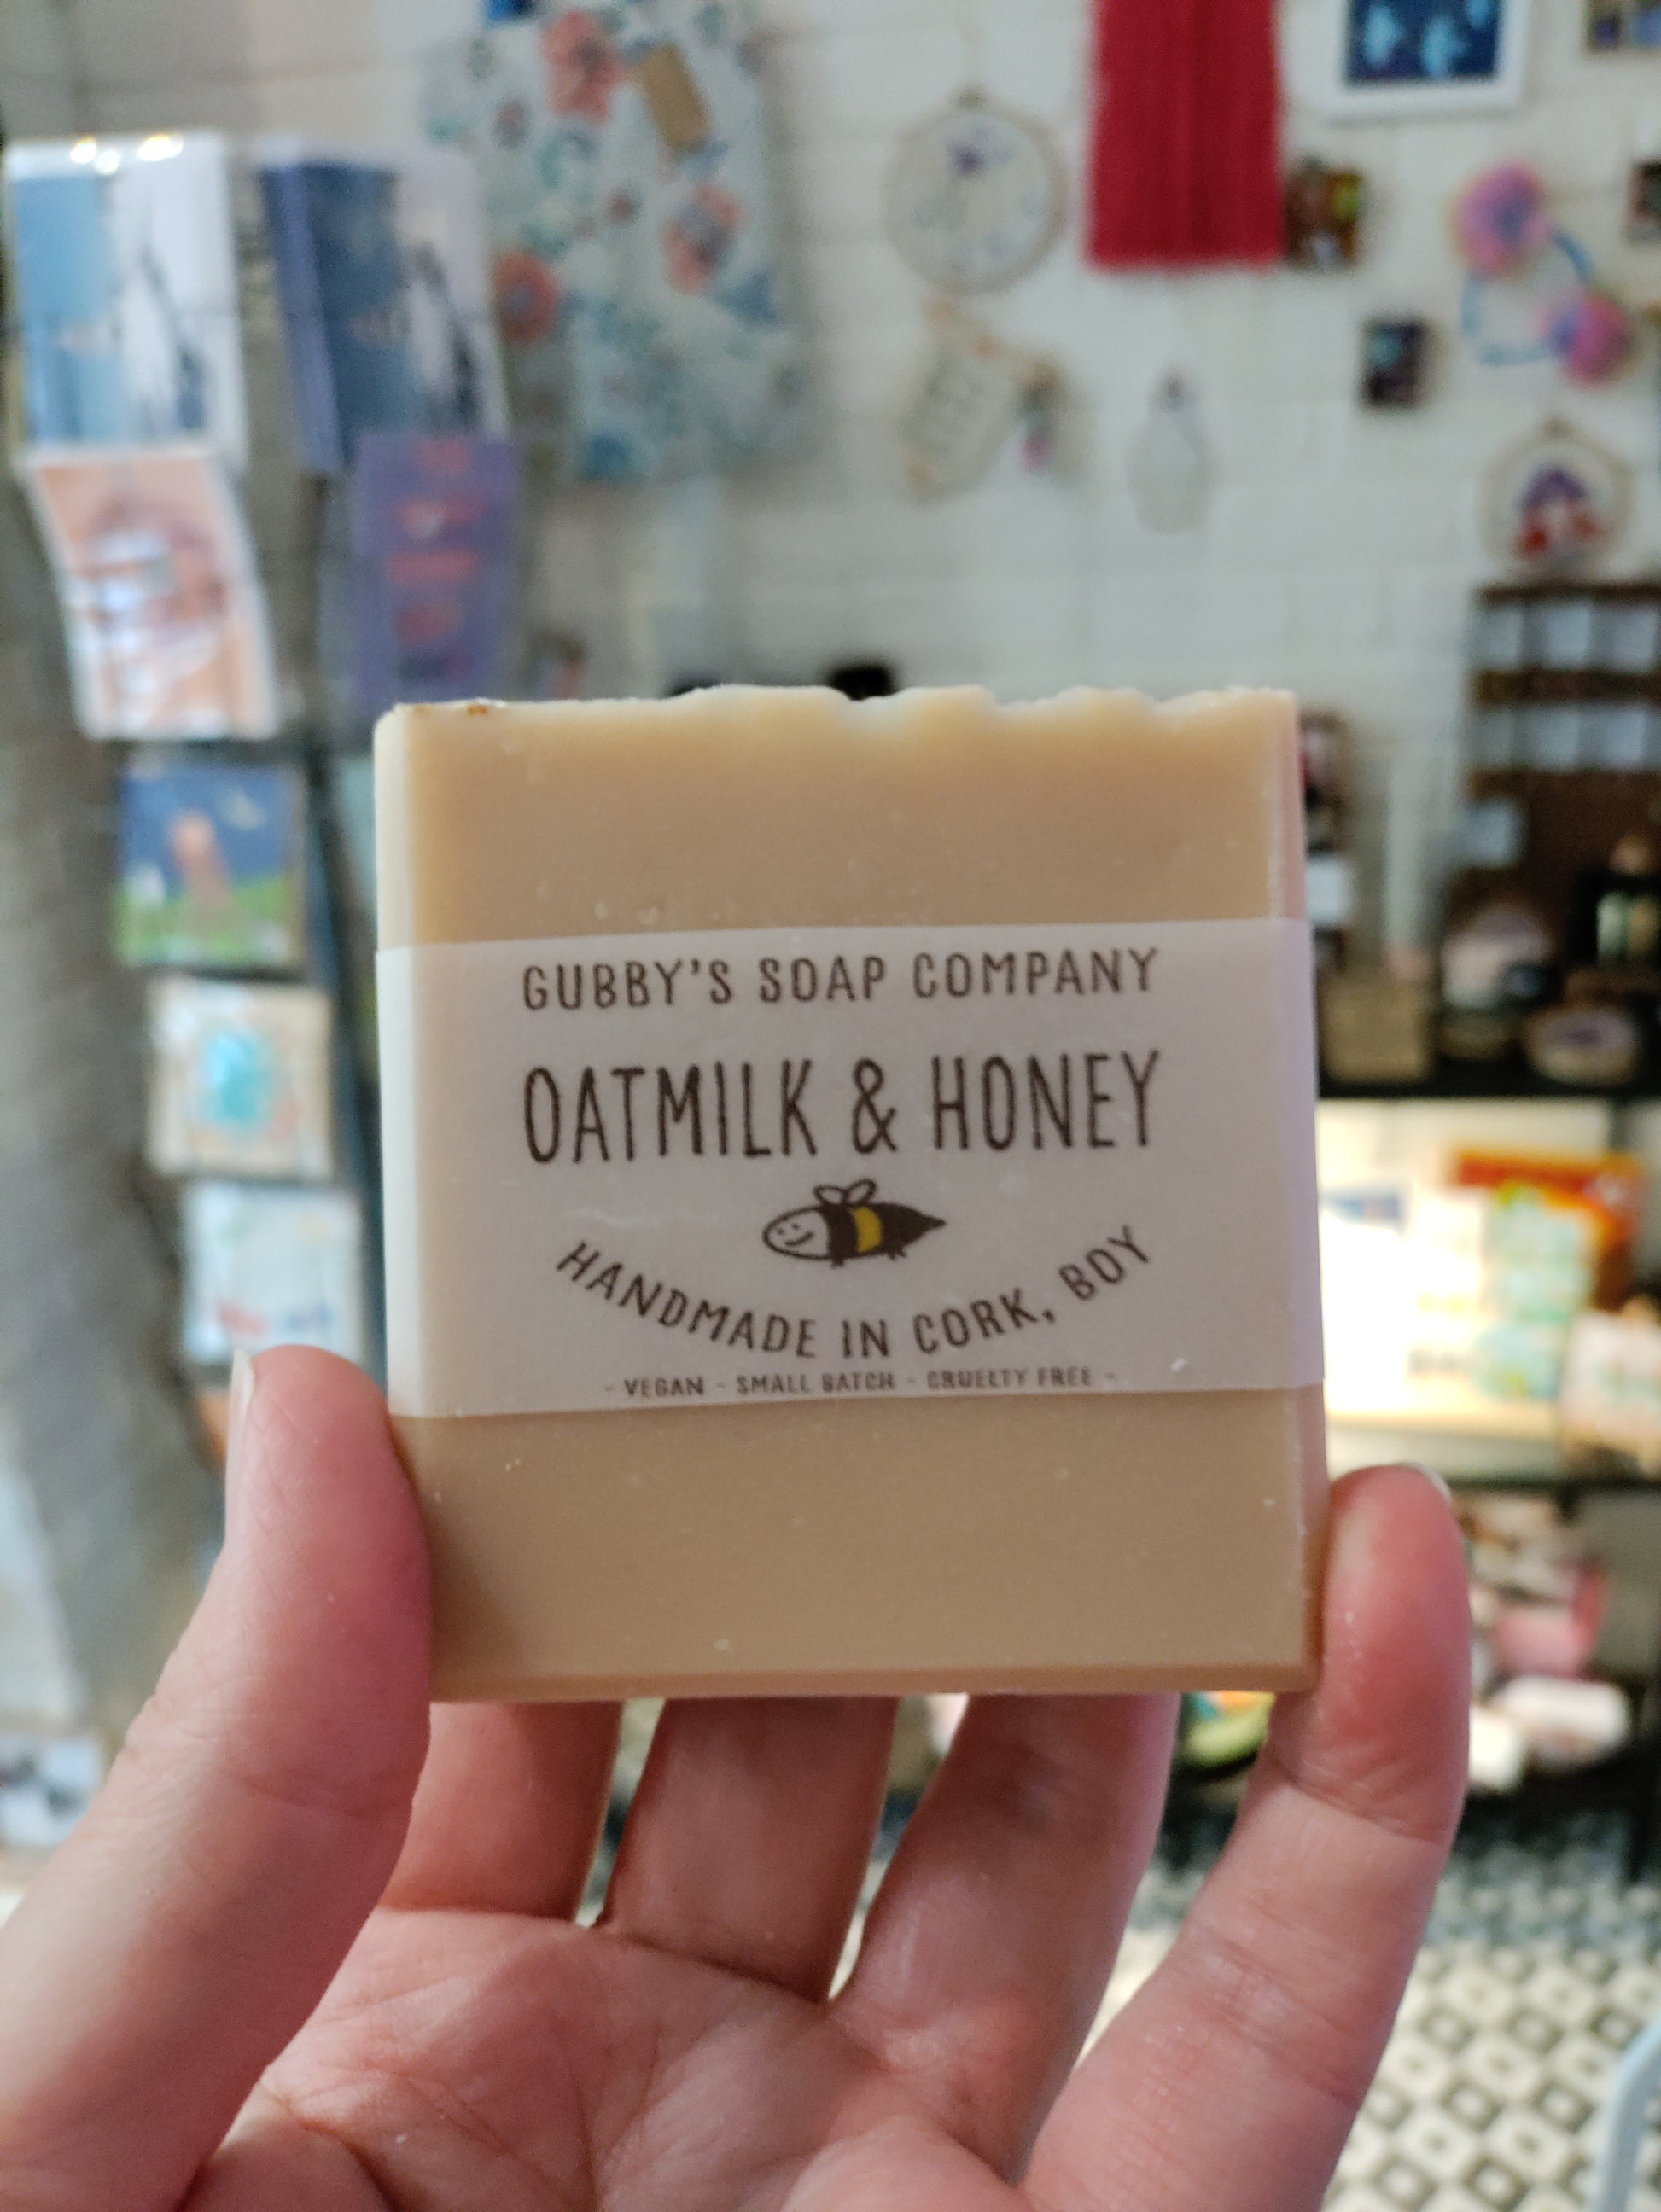 GUBBY'S SOAP COMPANY
OATMILK & HONEY
HANDMADE IN CORK, BOY
- VEGAN - SMALL BATCH - CRUELTY FREE -